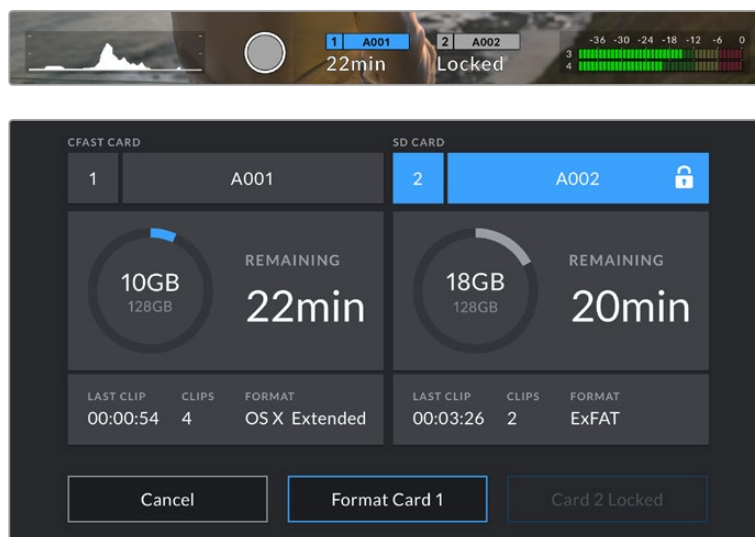 1 A001
22min
2 A002
Locked
-36 -30 -24 -18 -12 -6 0
3
4
CFAST CARD
1 A001
SD CARD
2 A002
10GB
128GB
REMAINING
22min
18GB
128GB
REMAINING
20min
LAST CLIP CLIPS FORMAT
00:00:54 4 OS X Extended
LAST CLIP CLIPS FORMAT
00:03:26 2 ExFAT
Cancel
Format Card 1
Card 2 Locked